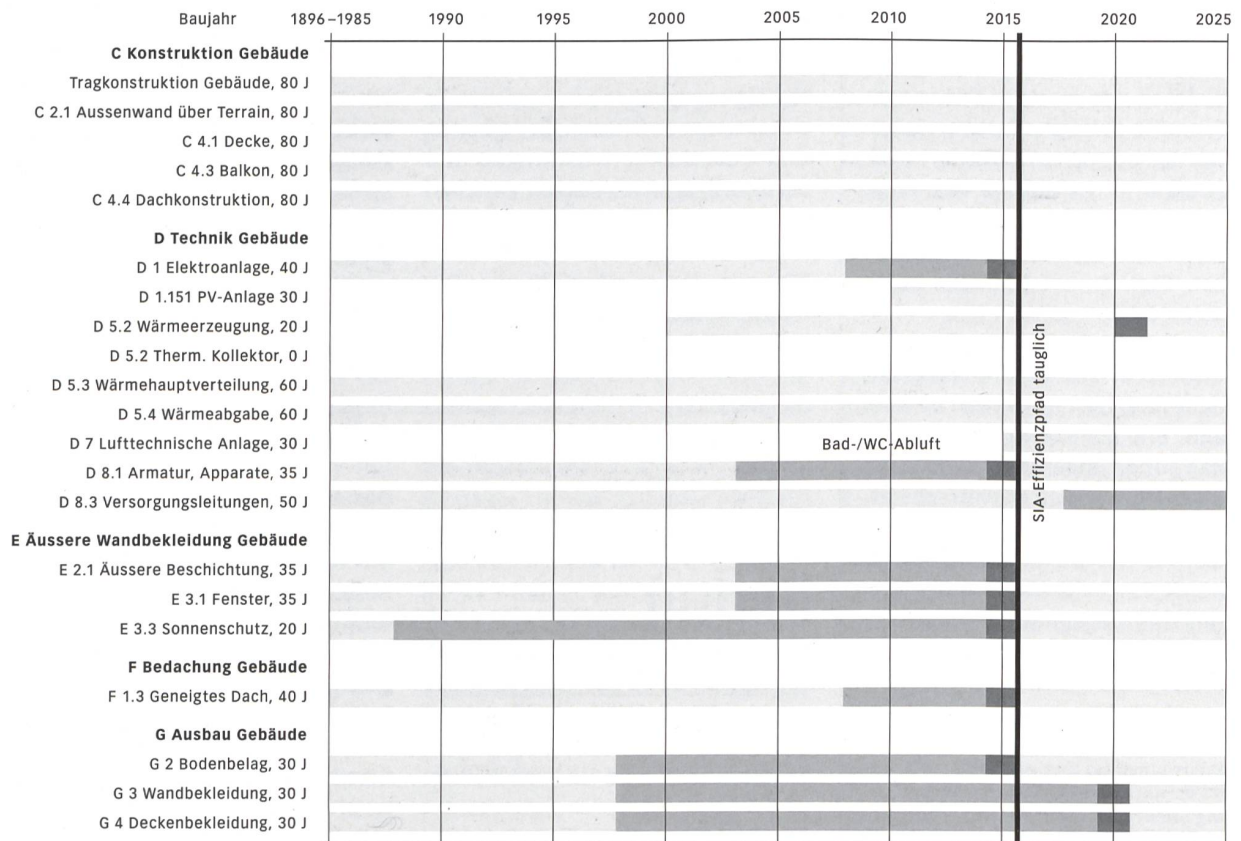 Baujahr 1896–1985 1990 1995 2000 2005 2010 2015 2020 2025
C Konstruktion Gebäude
Tragkonstruktion Gebäude, 80 J
C 2.1 Aussenwand über Terrain, 80 J
C 4.1 Decke, 80 J
C 4.3 Balkon, 80 J
C 4.4 Dachkonstruktion, 80 J
D Technik Gebäude
D 1 Elektroanlage, 40 J
D 1.151 PV-Anlage 30 J
D 5.2 Wärmeerzeugung, 20 J
D 5.2 Therm. Kollektor, 0 J
D 5.3 Wärmehauptverteilung, 60 J
D 5.4 Wärmeabgabe, 60 J
D 7 Lufttechnische Anlage, 30 J Bad-/WC-Abluft
D 8.1 Armatur, Apparate, 35 J
D 8.3 Versorgungsleitungen, 50 J
SIA-Effizienzpfad tauglich
E Äussere Wandbekleidung Gebäude
E 2.1 Äussere Beschichtung, 35 J
E 3.1 Fenster, 35 J
E 3.3 Sonnenschutz, 20 J
F Bedachung Gebäude
F 1.3 Geneigtes Dach, 40 J
G Ausbau Gebäude
G 2 Bodenbelag, 30 J
G 3 Wandbekleidung, 30 J
G 4 Deckenbekleidung, 30 J